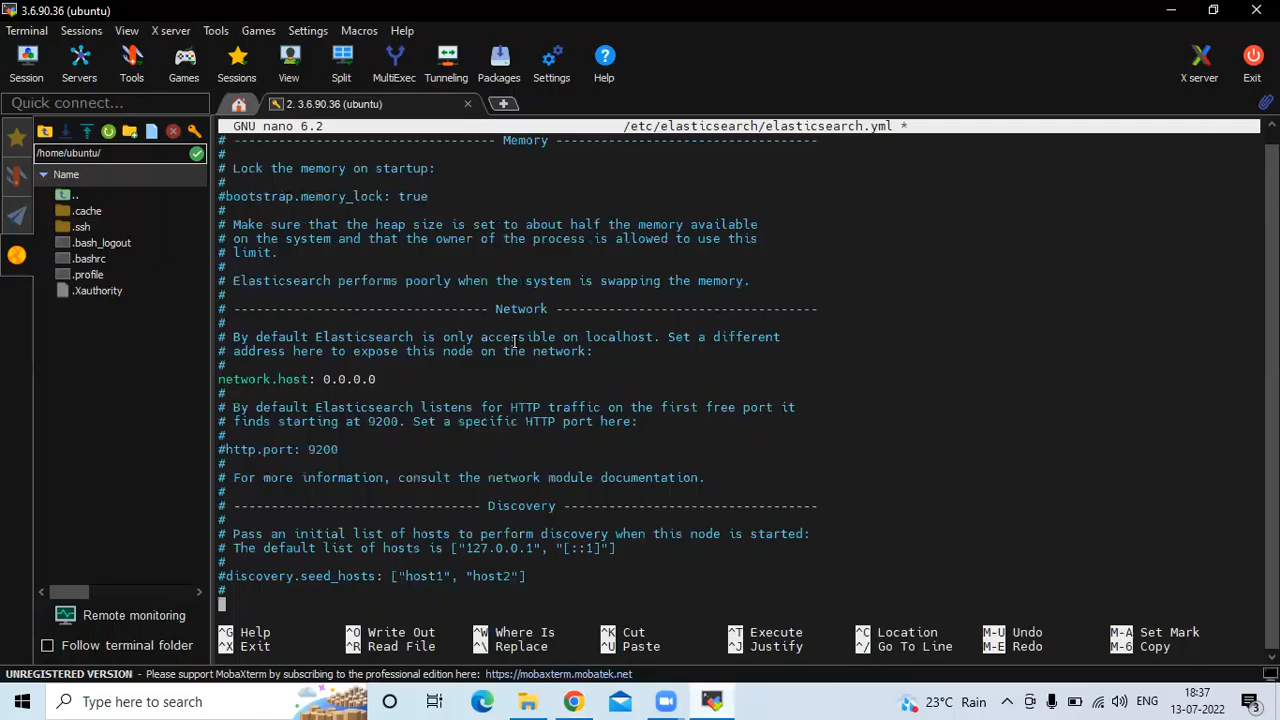 3.6.90.36 (ubuntu)
Terminal Sessions View X server Tools Games Settings Macros Help
Session Servers Tools Games Sessions View Split MultiExec Tunneling Packages Settings Help X server Exit
Quick connect... 2. 3.6.90.36 (ubuntu)
GNU nano 6.2 /etc/elasticsearch/elasticsearch.yml *
/home/ubuntu/
Name
..
.cache
.ssh
.bash_logout
.bashrc
.profile
.Xauthority
# ---------------------------------- Memory -----------------------------------
#
# Lock the memory on startup:
#
#bootstrap.memory_lock: true
#
# Make sure that the heap size is set to about half the memory available
# on the system and that the owner of the process is allowed to use this
# limit.
#
# Elasticsearch performs poorly when the system is swapping the memory.
#
# ---------------------------------- Network -----------------------------------
#
# By default Elasticsearch is only accessible on localhost. Set a different
# address here to expose this node on the network:
#
network.host: 0.0.0.0
#
# By default Elasticsearch listens for HTTP traffic on the first free port it
# finds starting at 9200. Set a specific HTTP port here:
#
#http.port: 9200
#
# For more information, consult the network module documentation.
#
# --------------------------------- Discovery ----------------------------------
#
# Pass an initial list of hosts to perform discovery when this node is started:
# The default list of hosts is ["127.0.0.1", "[::1]"]
#
#discovery.seed_hosts: ["host1", "host2"]
#
^G Help ^O Write Out ^W Where Is ^K Cut ^T Execute ^C Location M-U Undo M-A Set Mark
^X Exit ^R Read File ^\ Replace ^U Paste ^J Justify ^/ Go To Line M-E Redo M-6 Copy
Remote monitoring
Follow terminal folder
UNREGISTERED VERSION - Please support MobaXterm by subscribing to the professional edition here: https://mobaxterm.mobatek.net
Type here to search
23°C Rain
ENG
18:37
13-07-2022
3